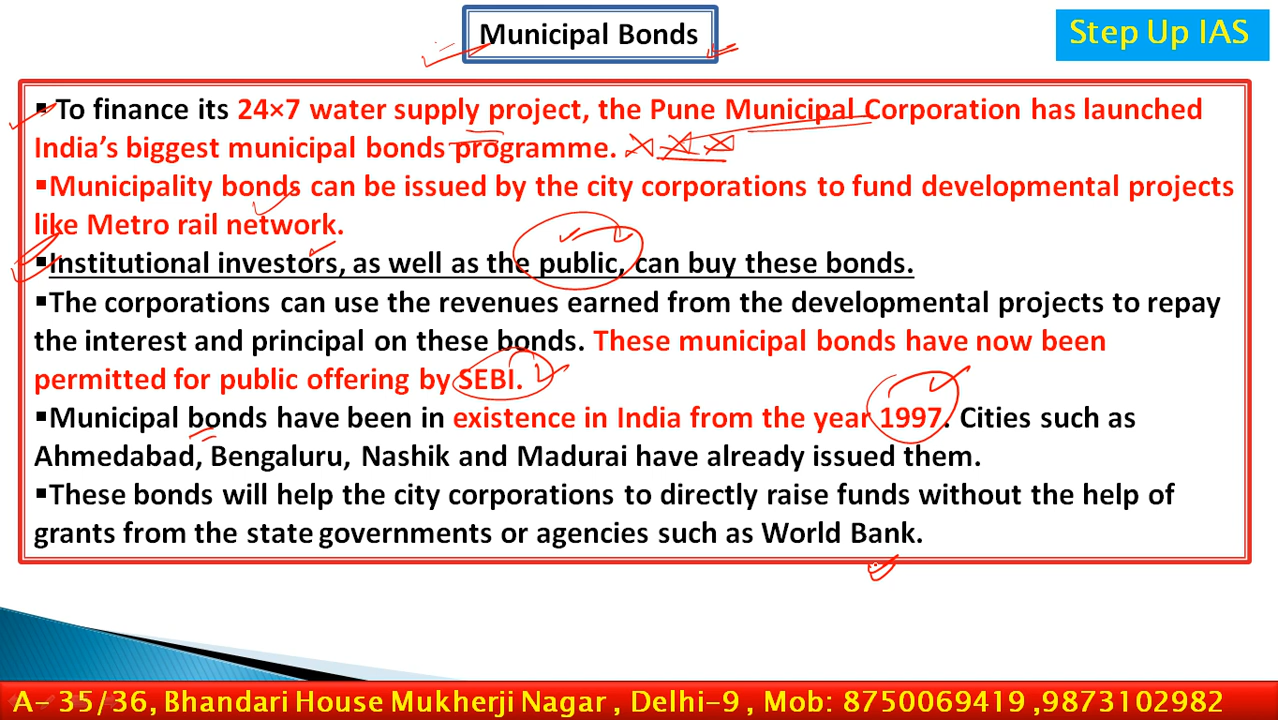 Municipal Bonds
Step Up IAS
▪ To finance its 24×7 water supply project, the Pune Municipal Corporation has launched
India's biggest municipal bonds programme.
▪Municipality bonds can be issued by the city corporations to fund developmental projects
like Metro rail network.
▪Institutional investors, as well as the public, can buy these bonds.
▪The corporations can use the revenues earned from the developmental projects to repay
the interest and principal on these bonds. These municipal bonds have now been
permitted for public offering by SEBI.
▪Municipal bonds have been in existence in India from the year 1997. Cities such as
Ahmedabad, Bengaluru, Nashik and Madurai have already issued them.
▪These bonds will help the city corporations to directly raise funds without the help of
grants from the state governments or agencies such as World Bank.
A- 35/36, Bhandari House Mukherji Nagar , Delhi-9 , Mob: 8750069419 ,9873102982